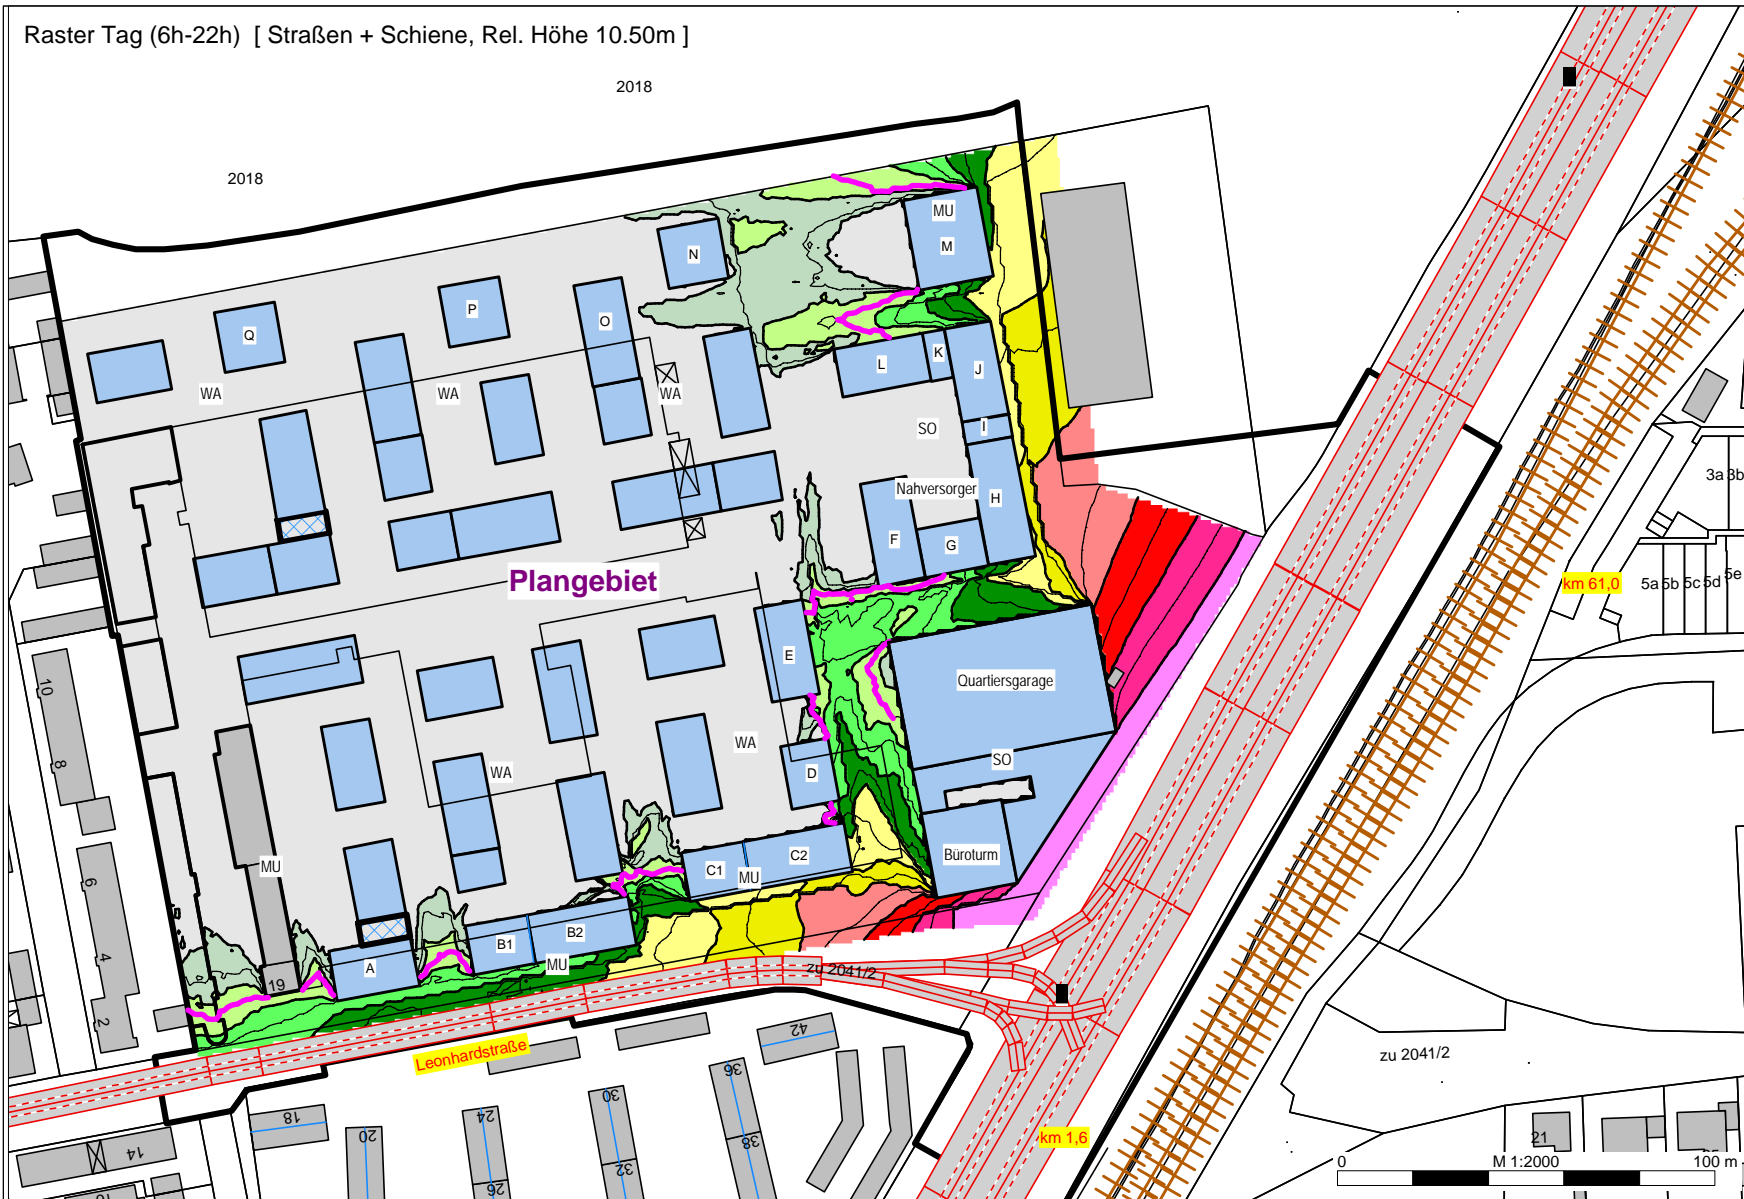 Raster Tag (6h-22h) [ Straßen + Schiene, Rel. Höhe 10.50m ]
2018
2018
MU
M
N
P
O
Q
K
L
J
WA
WA
WA
SO
I
Nahversorger
H
F
G
3a 3b
km 61,0
5a 5b 5c 5d 5e
Plangebiet
E
Quartiersgarage
10
8
WA
WA
SO
D
MU
C1
C2
MU
Büroturm
6
4
2
B1
B2
MU
A
19
zu 2041/2
42
Leonhardstraße
zu 2041/2
36
30
24
18
20
38
32
26
14
km 1,6
21
0
M 1:2000
100 m